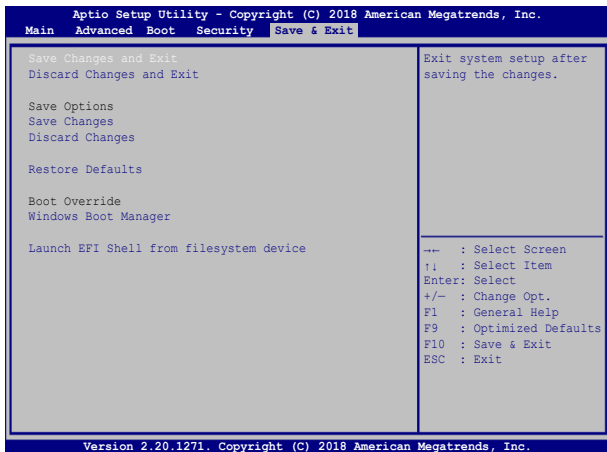 Aptio Setup Utility - Copyright (C) 2018 American Megatrends, Inc.
Main Advanced Boot Security Save & Exit
Save Changes and Exit
Discard Changes and Exit
Save Options
Save Changes
Discard Changes
Restore Defaults
Boot Override
Windows Boot Manager
Launch EFI Shell from filesystem device
Exit system setup after
saving the changes.
→← : Select Screen
↑↓ : Select Item
Enter: Select
+/— : Change Opt.
F1 : General Help
F9 : Optimized Defaults
F10 : Save & Exit
ESC : Exit
Version 2.20.1271. Copyright (C) 2018 American Megatrends, Inc.